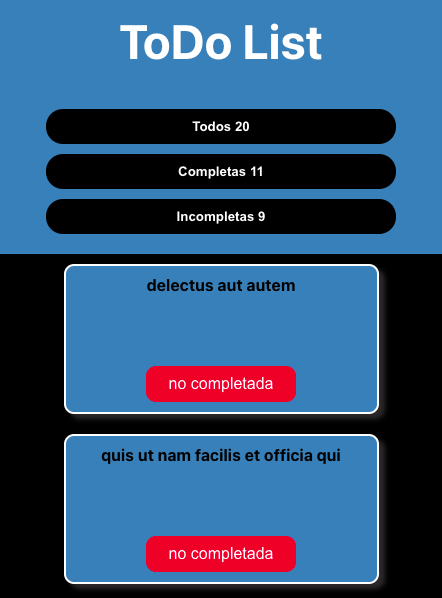 ToDo List
Todos 20
Completas 11
Incompletas 9
delectus aut autem
no completada
quis ut nam facilis et officia qui
no completada